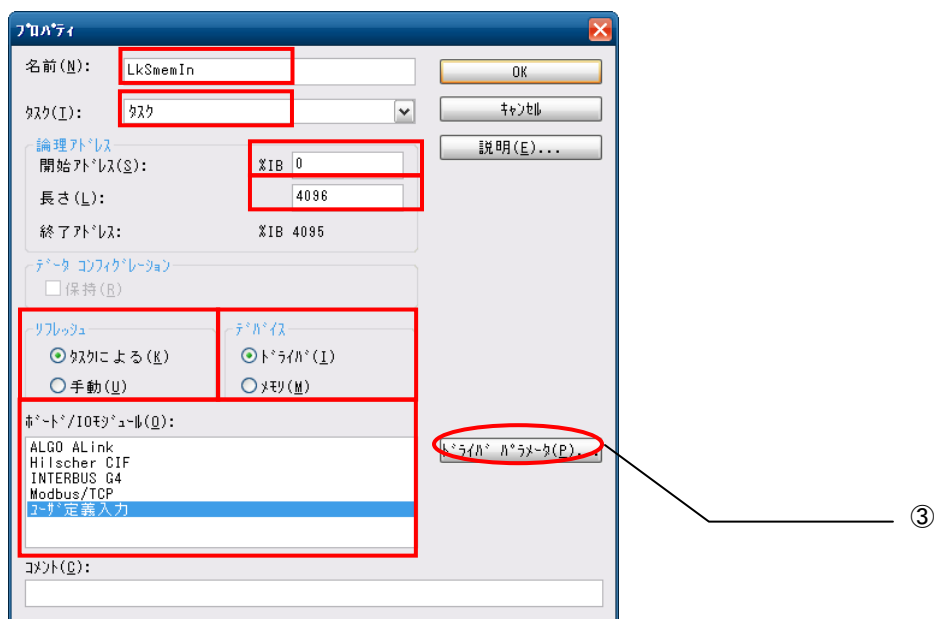 ﾌﾟﾛﾊﾟﾃｨ
名前(N): LkSmemIn
OK
ﾀｽｸ(T): ﾀｽｸ
ｷｬﾝｾﾙ
論理ｱﾄﾞﾚｽ
説明(E)...
開始ｱﾄﾞﾚｽ(S): %IB 0
長さ(L): 4096
終了ｱﾄﾞﾚｽ: %IB 4095
ﾃﾞｰﾀ ｺﾝﾌｨｸﾞﾚｰｼｮﾝ
保持(R)
ﾘﾌﾚｯｼｭ
ﾃﾞﾊﾞｲｽ
ﾀｽｸによる(K)
ﾄﾞﾗｲﾊﾞ(I)
手動(U)
ﾒﾓﾘ(M)
ﾎﾞｰﾄﾞ/IOﾓｼﾞｭｰﾙ(O):
ALGO ALink
ﾄﾞﾗｲﾊﾞ ﾊﾟﾗﾒｰﾀ(P)...
Hilscher CIF
INTERBUS G4
Modbus/TCP
ﾕｰｻﾞ定義入力
③
ｺﾒﾝﾄ(C):